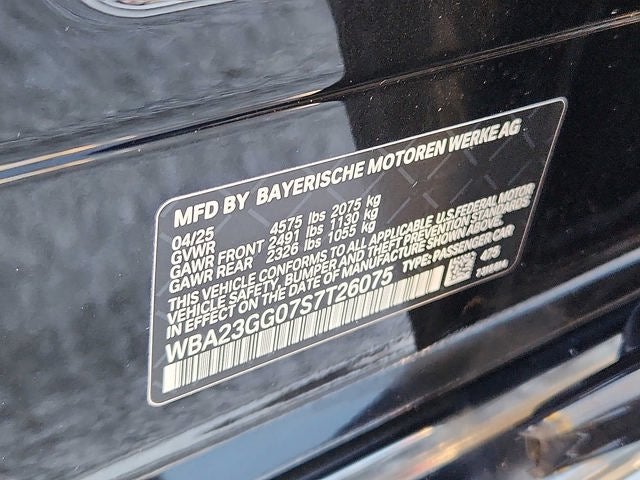 MFD BY BAYERISCHE MOTOREN WERKE AG
04/25
GVWR 4575 lbs 2075 kg
GAWR FRONT 2491 lbs 1130 kg
GAWR REAR 2326 lbs 1055 kg
THIS VEHICLE CONFORMS TO ALL APPLICABLE U.S.FEDERAL MOTOR
VEHICLE SAFETY, BUMPER AND THEFT PREVENTION STANDARDS
IN EFFECT ON THE DATE OF MANUFACTURE SHOWN ABOVE.
WBA23GG07S7T26075 TYPE: PASSENGER CAR
475